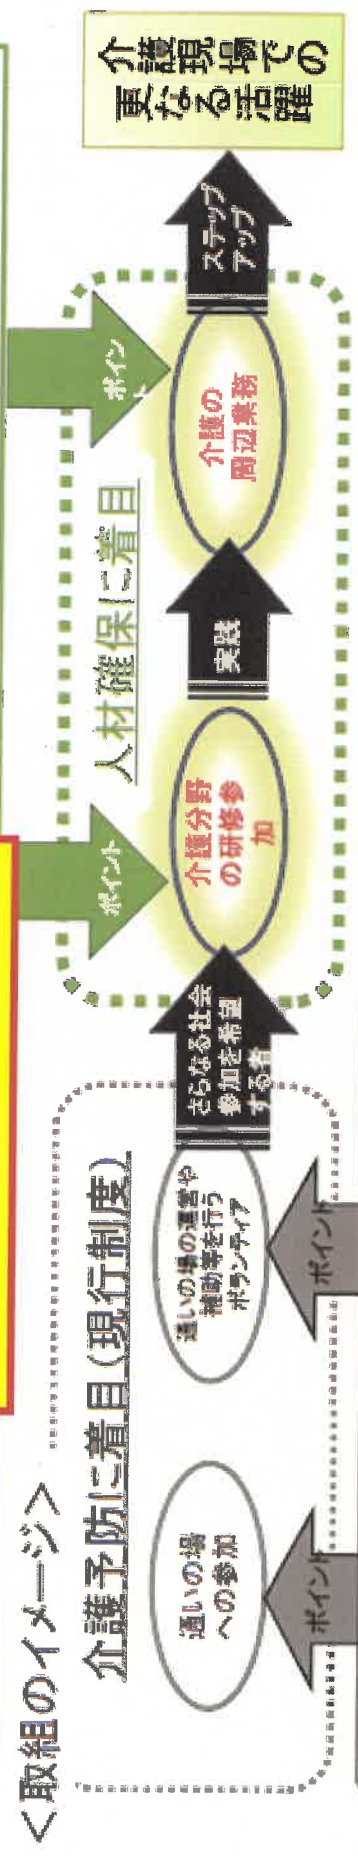 ＜取組のイメージ＞
介護予防に着目（現行制度）
通いの場
への参加
ポイント
通いの場の運営や
補助等を行う
ボランティア
ポイント
さらなる社会
参加を希望
する者
人材確保に着目
ポイント
介護分野
の研修参
加
実践
ポイン
ト
介護の
周辺業務
ステップ
アップ
介護現場での
更なる活躍